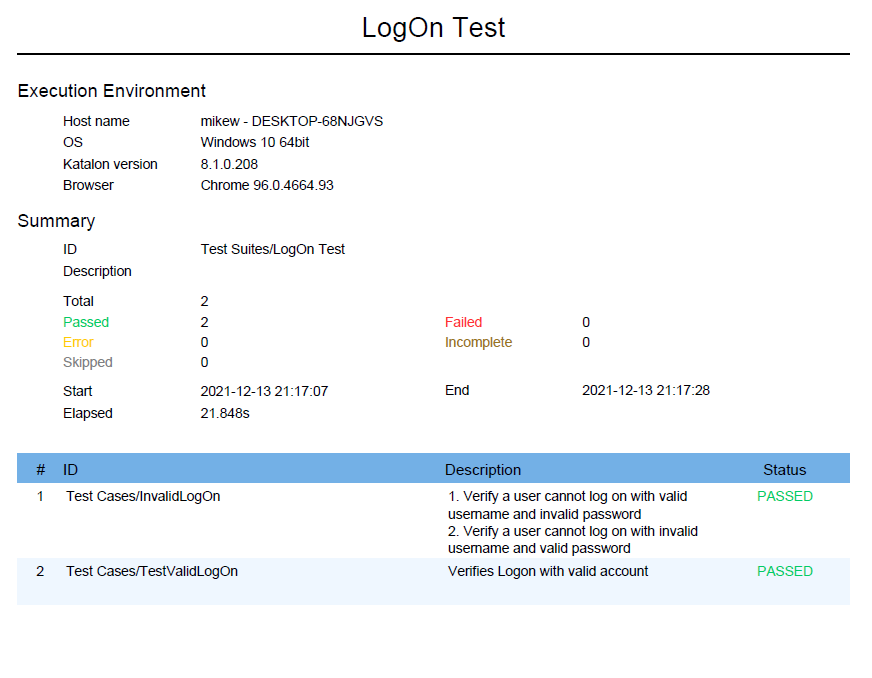 LogOn Test
Execution Environment
Host name mikew - DESKTOP-68NJGVS
OS Windows 10 64bit
Katalon version 8.1.0.208
Browser Chrome 96.0.4664.93
Summary
ID Test Suites/LogOn Test
Description
Total 2
Passed 2 Failed 0
Error 0 Incomplete 0
Skipped 0
Start 2021-12-13 21:17:07 End 2021-12-13 21:17:28
Elapsed 21.848s
# ID Description Status
1 Test Cases/InvalidLogOn 1. Verify a user cannot log on with valid PASSED
username and invalid password
2. Verify a user cannot log on with invalid
username and valid password
2 Test Cases/TestValidLogOn Verifies Logon with valid account PASSED